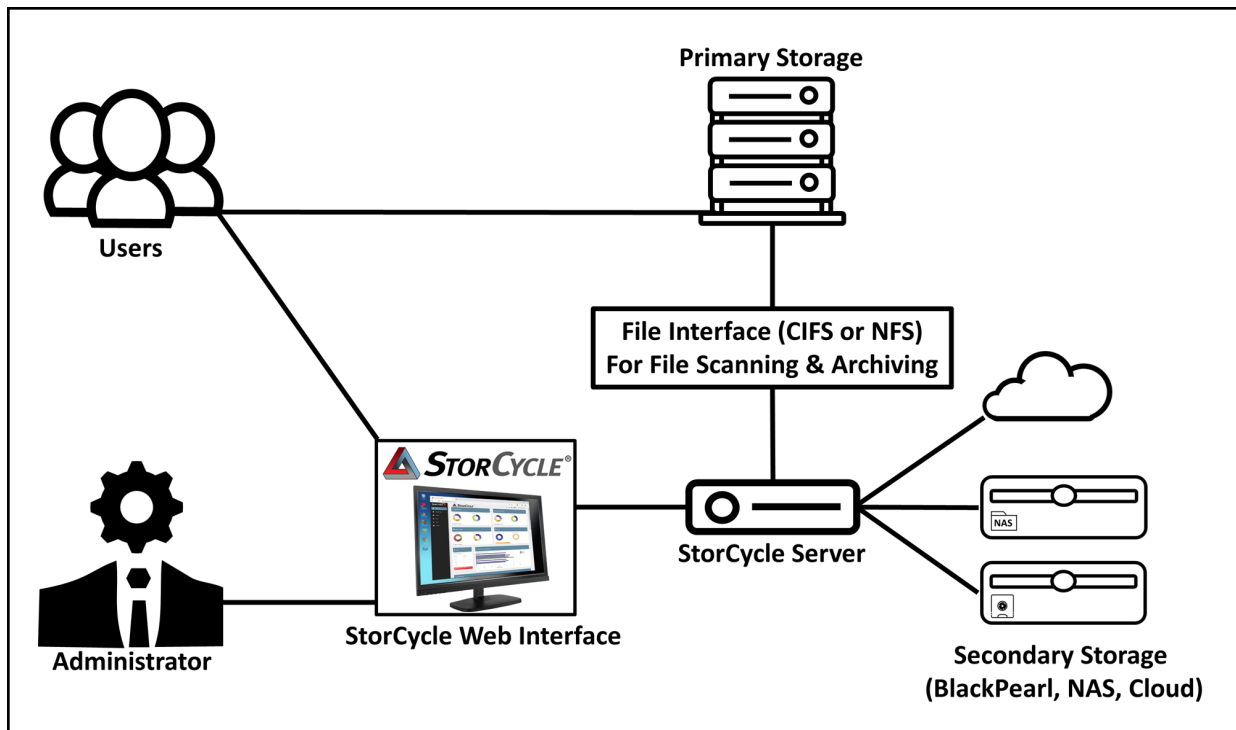 Primary Storage
Users
File Interface (CIFS or NFS)
For File Scanning & Archiving
STORCYCLE®
NAS
StorCycle Server
StorCycle Web Interface
Administrator
Secondary Storage
(BlackPearl, NAS, Cloud)